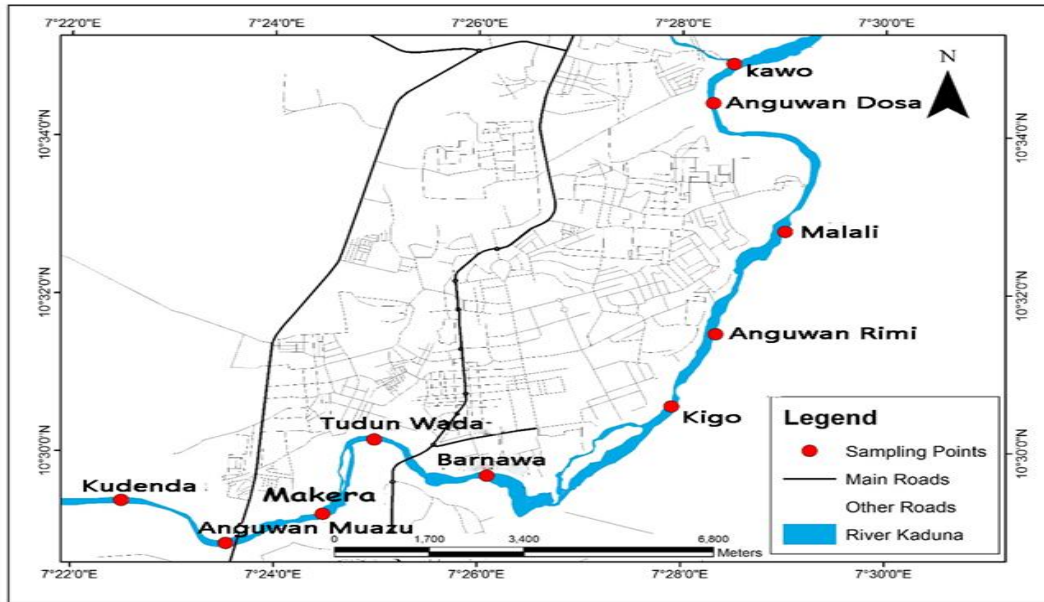 7°22'0"E 7°24'0"E 7°26'0"E 7°28'0"E 7°30'0"E
N
kawo
Anguwan Dosa
10°34'0"N 10°34'0"N
Malali
10°32'0"N 10°32'0"N
Anguwan Rimi
Kigo
Tudun Wada
10°30'0"N 10°30'0"N
Barnawa
Kudenda
Makera
Anguwan Muazu
Legend
Sampling Points
Main Roads
Other Roads
River Kaduna
0 1,700 3,400 6,800
Meters
7°22'0"E 7°24'0"E 7°26'0"E 7°28'0"E 7°30'0"E